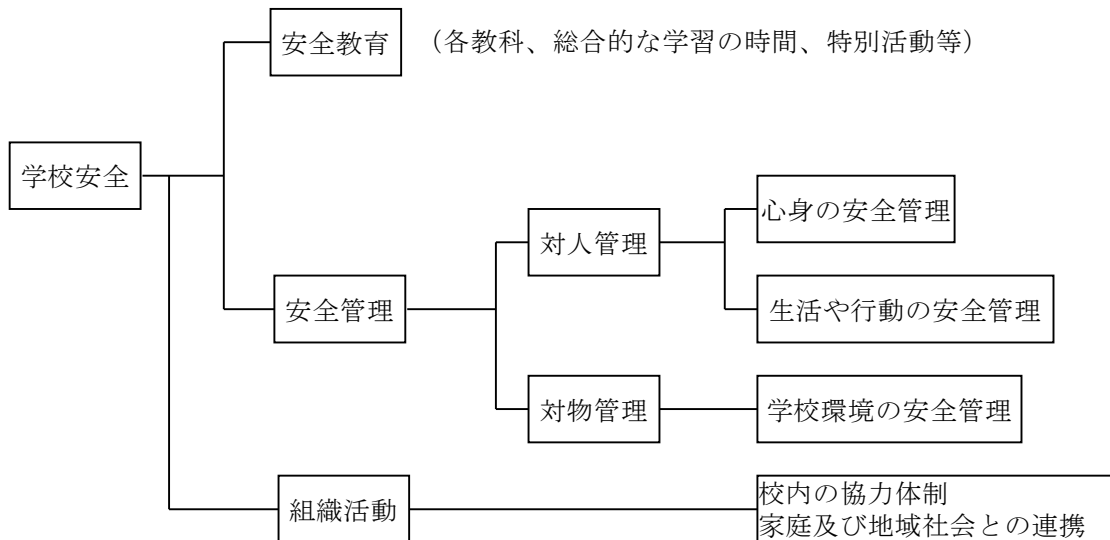 安全教育 （各教科、総合的な学習の時間、特別活動等）
学校安全
心身の安全管理
対人管理
安全管理
生活や行動の安全管理
対物管理
学校環境の安全管理
組織活動
校内の協力体制
家庭及び地域社会との連携